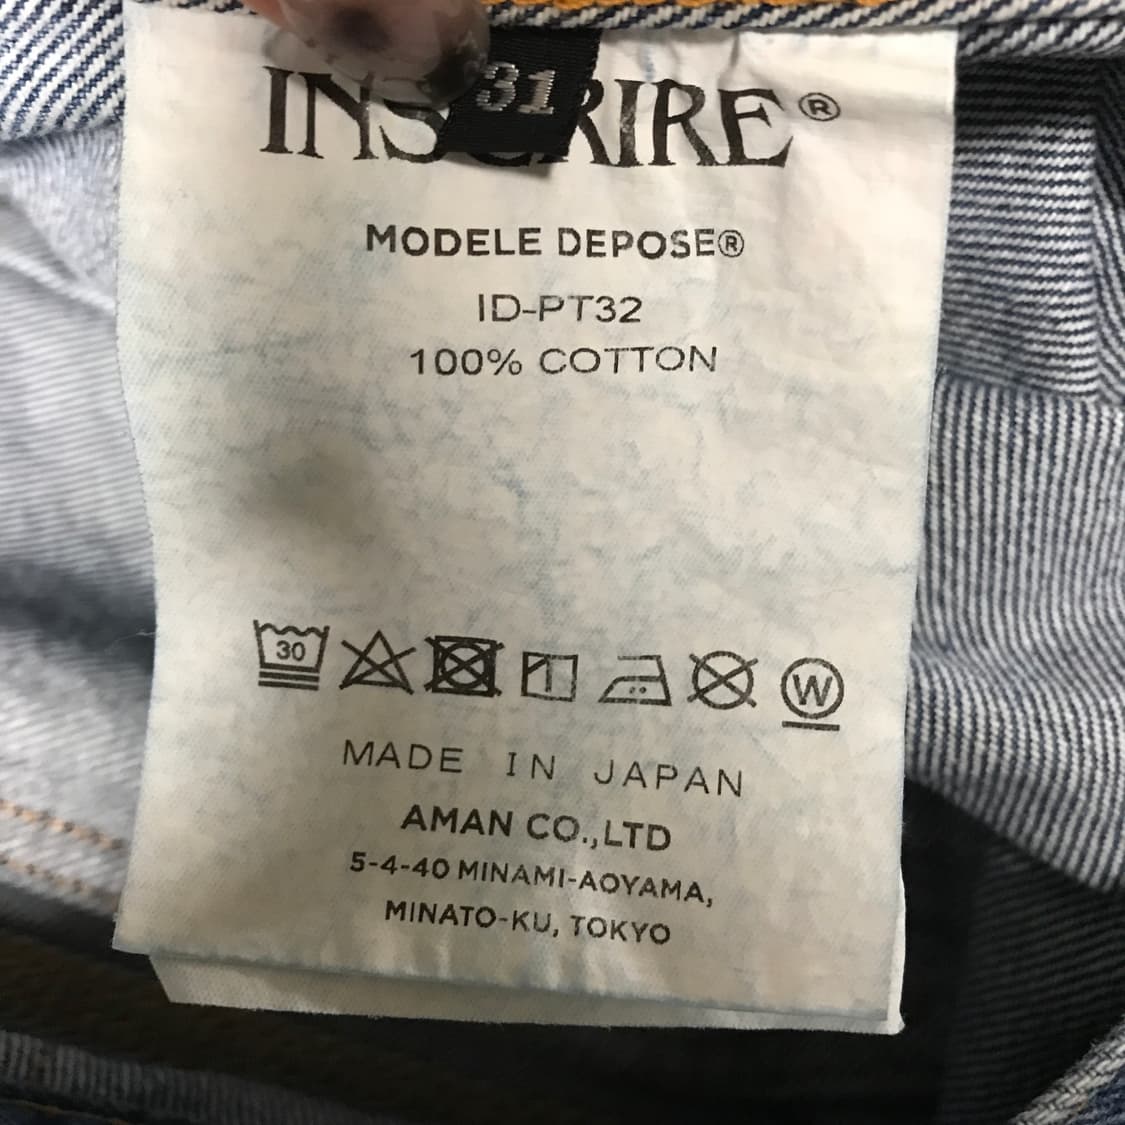 31
INSCRIRE®
MODELE DEPOSE®
ID-PT32
100% COTTON
30
W
MADE IN JAPAN
AMAN CO.,LTD
5-4-40 MINAMI-AOYAMA,
MINATO-KU, TOKYO